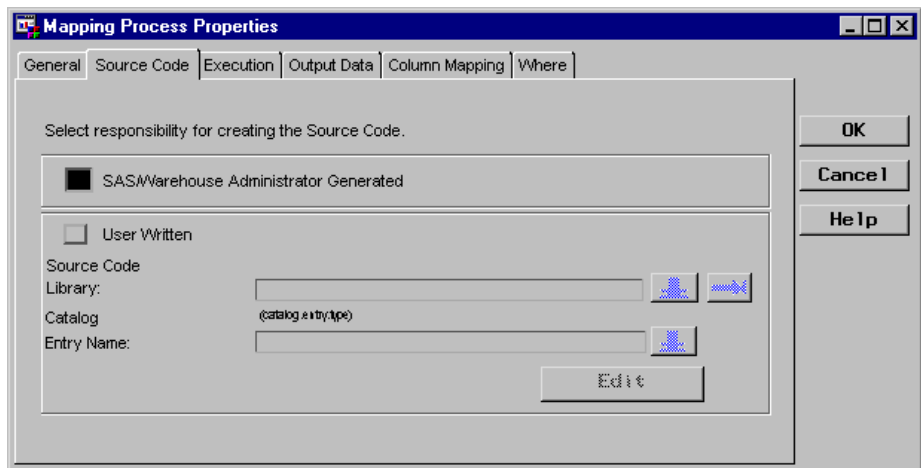 Mapping Process Properties
General Source Code Execution Output Data Column Mapping Where
Select responsibility for creating the Source Code.
OK
SAS/Warehouse Administrator Generated
Cancel
Help
User Written
Source Code
Library:
Catalog (catalog.entry.type)
Entry Name:
Edit